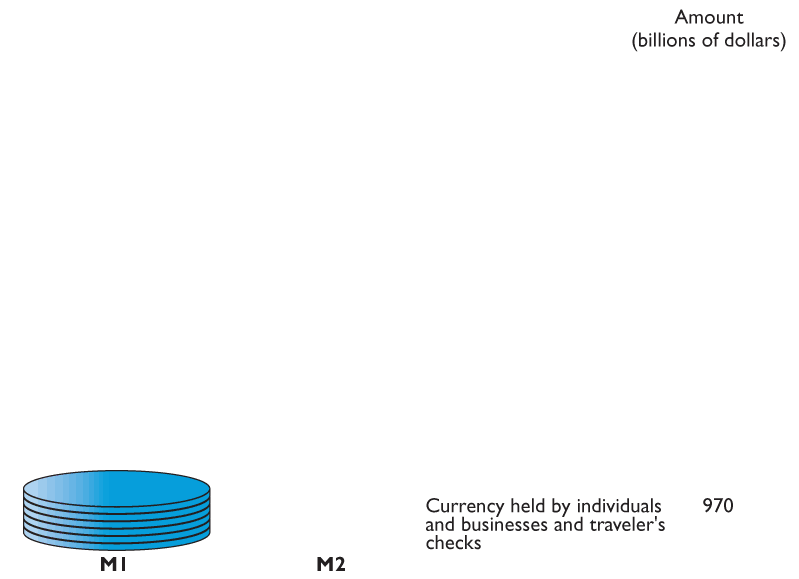 Amount
(billions of dollars)
Currency held by individuals 970
and businesses and traveler's
checks
M1 M2